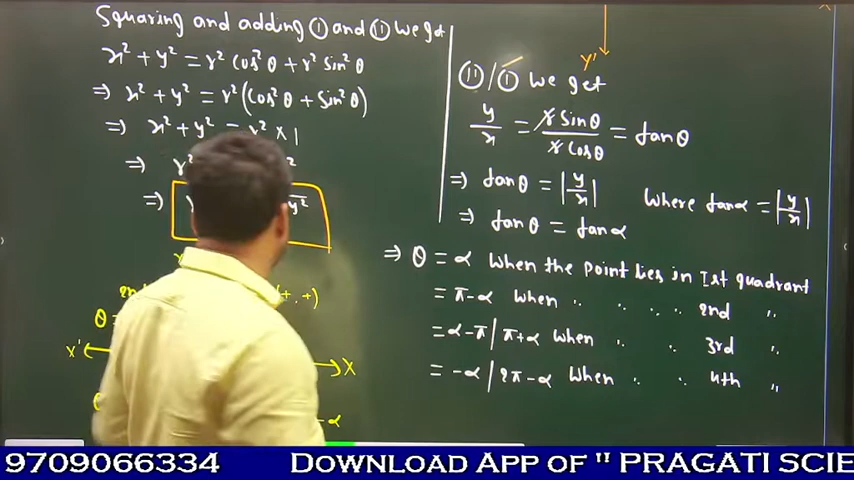 Squaring and adding (I) and (II) we get
x² + y² = r² cos²θ + r² sin²θ
⇒ x² + y² = r² (cos²θ + sin²θ)
⇒ x² + y² = r² × 1
⇒ r²
⇒
y²
(+, +)
θ =
X'
X
-α
Y'
(II)/(I) we get
y/x = r sinθ / r cosθ = tanθ
⇒ tanθ = |y/x| where tanα = |y/x|
⇒ tanθ = tanα
⇒ θ = α when the point lies in Ist quadrant
= π-α when " " " " 2nd "
= α-π | π+α when " " 3rd "
= -α | 2π-α when " " 4th "
9709066334 DOWNLOAD APP OF " PRAGATI SCIE